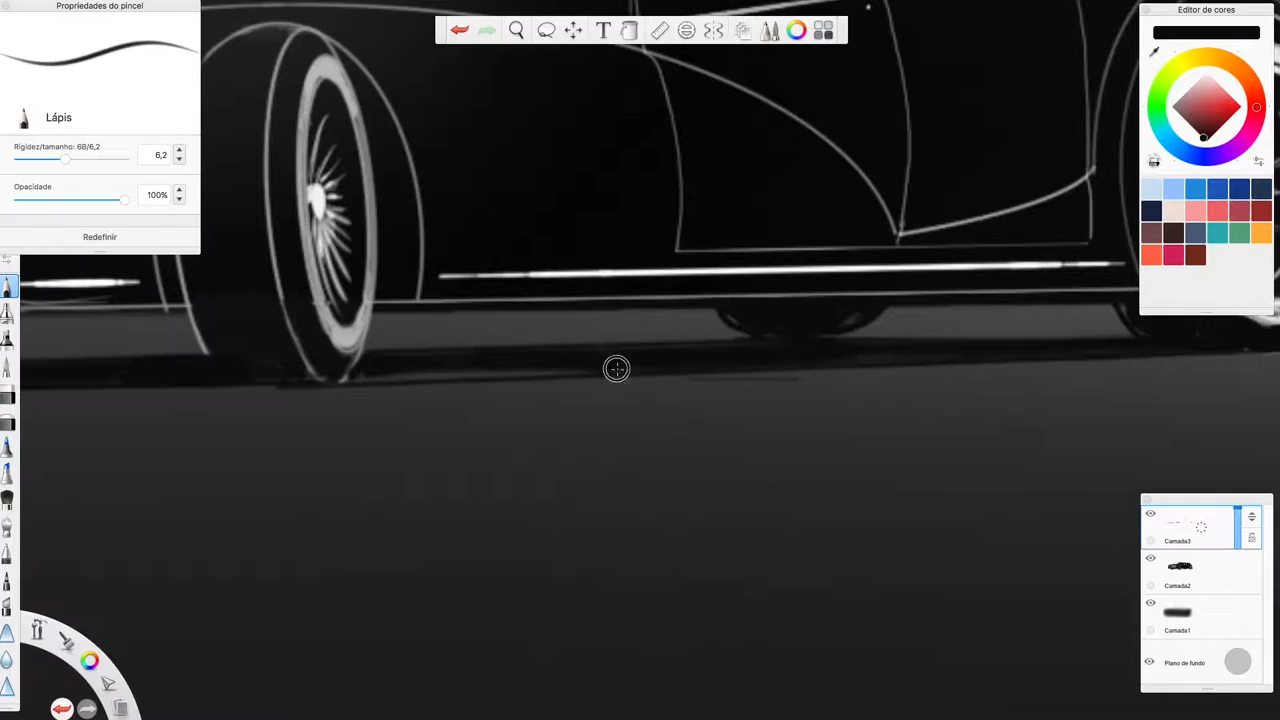 Propriedades do pincel
Lápis
Rigidez/tamanho: 6B/6,2
6,2
Opacidade
100%
Redefinir
T
Editor de cores
Camada3
Camada2
Camada1
Plano de fundo